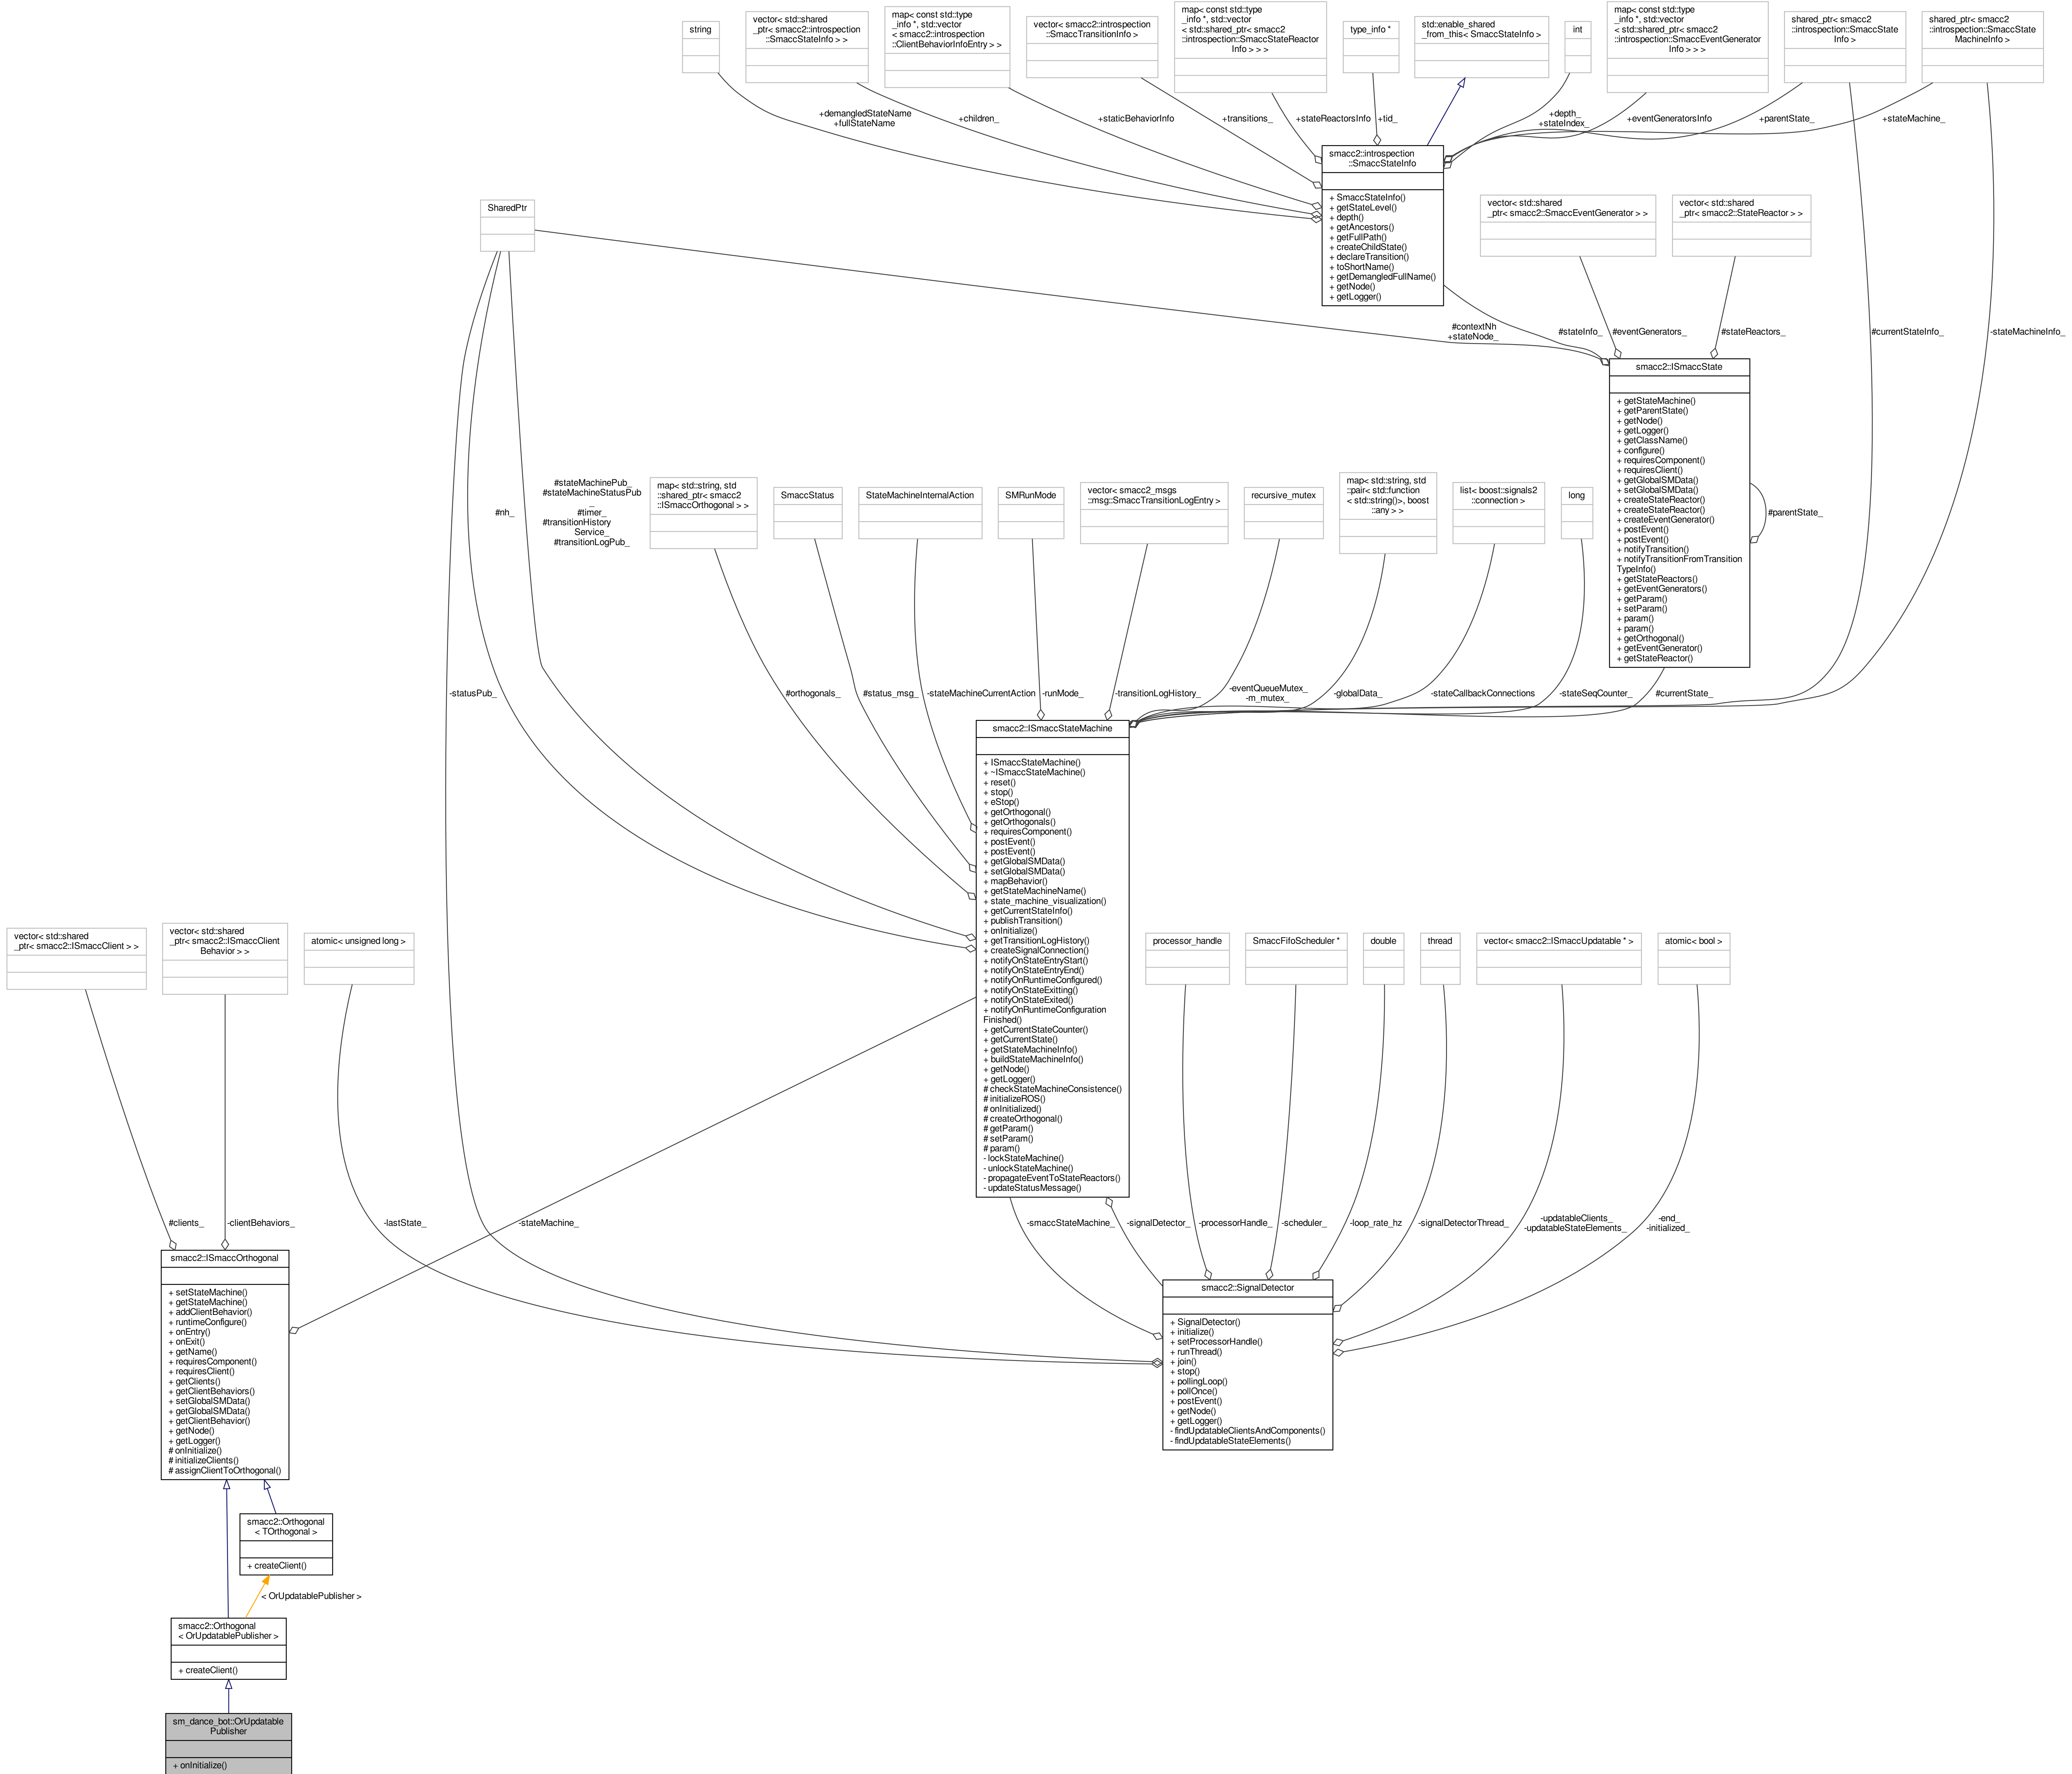 string
vector< std::shared
_ptr< smacc2::introspection
::SmaccStateInfo > >
map< const std::type
_info *, std::vector
< smacc2::introspection
::ClientBehaviorInfoEntry > >
vector< smacc2::introspection
::SmaccTransitionInfo >
map< const std::type
_info *, std::vector
< std::shared_ptr< smacc2
::introspection::SmaccStateReactor
Info > > >
type_info *
std::enable_shared
_from_this< SmaccStateInfo >
int
map< const std::type
_info *, std::vector
< std::shared_ptr< smacc2
::introspection::SmaccEventGenerator
Info > > >
shared_ptr< smacc2
::introspection::SmaccState
Info >
shared_ptr< smacc2
::introspection::SmaccState
MachineInfo >
+demangledStateName
+fullStateName
+children_
+staticBehaviorInfo
+transitions_
+stateReactorsInfo
+tid_
+depth_
+stateIndex_
+eventGeneratorsInfo
+parentState_
+stateMachine_
smacc2::introspection
::SmaccStateInfo
+ SmaccStateInfo()
+ getStateLevel()
+ depth()
+ getAncestors()
+ getFullPath()
+ createChildState()
+ declareTransition()
+ toShortName()
+ getDemangledFullName()
+ getNode()
+ getLogger()
SharedPtr
vector< std::shared
_ptr< smacc2::SmaccEventGenerator > >
vector< std::shared
_ptr< smacc2::StateReactor > >
#contextNh
+stateNode_
#stateInfo_
#eventGenerators_
#stateReactors_
#currentStateInfo_
-stateMachineInfo_
smacc2::ISmaccState
+ getStateMachine()
+ getParentState()
+ getNode()
+ getLogger()
+ getClassName()
+ configure()
+ requiresComponent()
+ requiresClient()
+ getGlobalSMData()
+ setGlobalSMData()
+ createStateReactor()
+ createStateReactor()
+ createEventGenerator()
+ postEvent()
+ postEvent()
+ notifyTransition()
+ notifyTransitionFromTransition
TypeInfo()
+ getStateReactors()
+ getEventGenerators()
+ getParam()
+ setParam()
+ param()
+ param()
+ getOrthogonal()
+ getEventGenerator()
+ getStateReactor()
#parentState_
#nh_
#stateMachinePub_
#stateMachineStatusPub
_
#timer_
#transitionHistory
Service_
#transitionLogPub_
map< std::string, std
::shared_ptr< smacc2
::ISmaccOrthogonal > >
SmaccStatus
StateMachineInternalAction
SMRunMode
vector< smacc2_msgs
::msg::SmaccTransitionLogEntry >
recursive_mutex
map< std::string, std
::pair< std::function
< std::string()>, boost
::any > >
list< boost::signals2
::connection >
long
-statusPub_
#orthogonals_
#status_msg_
-stateMachineCurrentAction
-runMode_
-transitionLogHistory_
-eventQueueMutex_
-m_mutex_
-globalData_
-stateCallbackConnections
-stateSeqCounter_
#currentState_
smacc2::ISmaccStateMachine
+ ISmaccStateMachine()
+ ~ISmaccStateMachine()
+ reset()
+ stop()
+ eStop()
+ getOrthogonal()
+ getOrthogonals()
+ requiresComponent()
+ postEvent()
+ postEvent()
+ getGlobalSMData()
+ setGlobalSMData()
+ mapBehavior()
+ getStateMachineName()
+ state_machine_visualization()
+ getCurrentStateInfo()
+ publishTransition()
+ onInitialize()
+ getTransitionLogHistory()
+ createSignalConnection()
+ notifyOnStateEntryStart()
+ notifyOnStateEntryEnd()
+ notifyOnRuntimeConfigured()
+ notifyOnStateExitting()
+ notifyOnStateExited()
+ notifyOnRuntimeConfiguration
Finished()
+ getCurrentStateCounter()
+ getCurrentState()
+ getStateMachineInfo()
+ buildStateMachineInfo()
+ getNode()
+ getLogger()
# checkStateMachineConsistence()
# initializeROS()
# onInitialized()
# createOrthogonal()
# getParam()
# setParam()
# param()
- lockStateMachine()
- unlockStateMachine()
- propagateEventToStateReactors()
- updateStatusMessage()
vector< std::shared
_ptr< smacc2::ISmaccClient > >
vector< std::shared
_ptr< smacc2::ISmaccClient
Behavior > >
atomic< unsigned long >
processor_handle
SmaccFifoScheduler *
double
thread
vector< smacc2::ISmaccUpdatable * >
atomic< bool >
#clients_
-clientBehaviors_
-lastState_
-stateMachine_
-smaccStateMachine_
-signalDetector_
-processorHandle_
-scheduler_
-loop_rate_hz
-signalDetectorThread_
-updatableClients_
-updatableStateElements_
-end_
-initialized_
smacc2::ISmaccOrthogonal
+ setStateMachine()
+ getStateMachine()
+ addClientBehavior()
+ runtimeConfigure()
+ onEntry()
+ onExit()
+ getName()
+ requiresComponent()
+ requiresClient()
+ getClients()
+ getClientBehaviors()
+ setGlobalSMData()
+ getGlobalSMData()
+ getClientBehavior()
+ getNode()
+ getLogger()
# onInitialize()
# initializeClients()
# assignClientToOrthogonal()
smacc2::SignalDetector
+ SignalDetector()
+ initialize()
+ setProcessorHandle()
+ runThread()
+ join()
+ stop()
+ pollingLoop()
+ pollOnce()
+ postEvent()
+ getNode()
+ getLogger()
- findUpdatableClientsAndComponents()
- findUpdatableStateElements()
smacc2::Orthogonal
< TOrthogonal >
+ createClient()
< OrUpdatablePublisher >
smacc2::Orthogonal
< OrUpdatablePublisher >
+ createClient()
sm_dance_bot::OrUpdatable
Publisher
+ onInitialize()